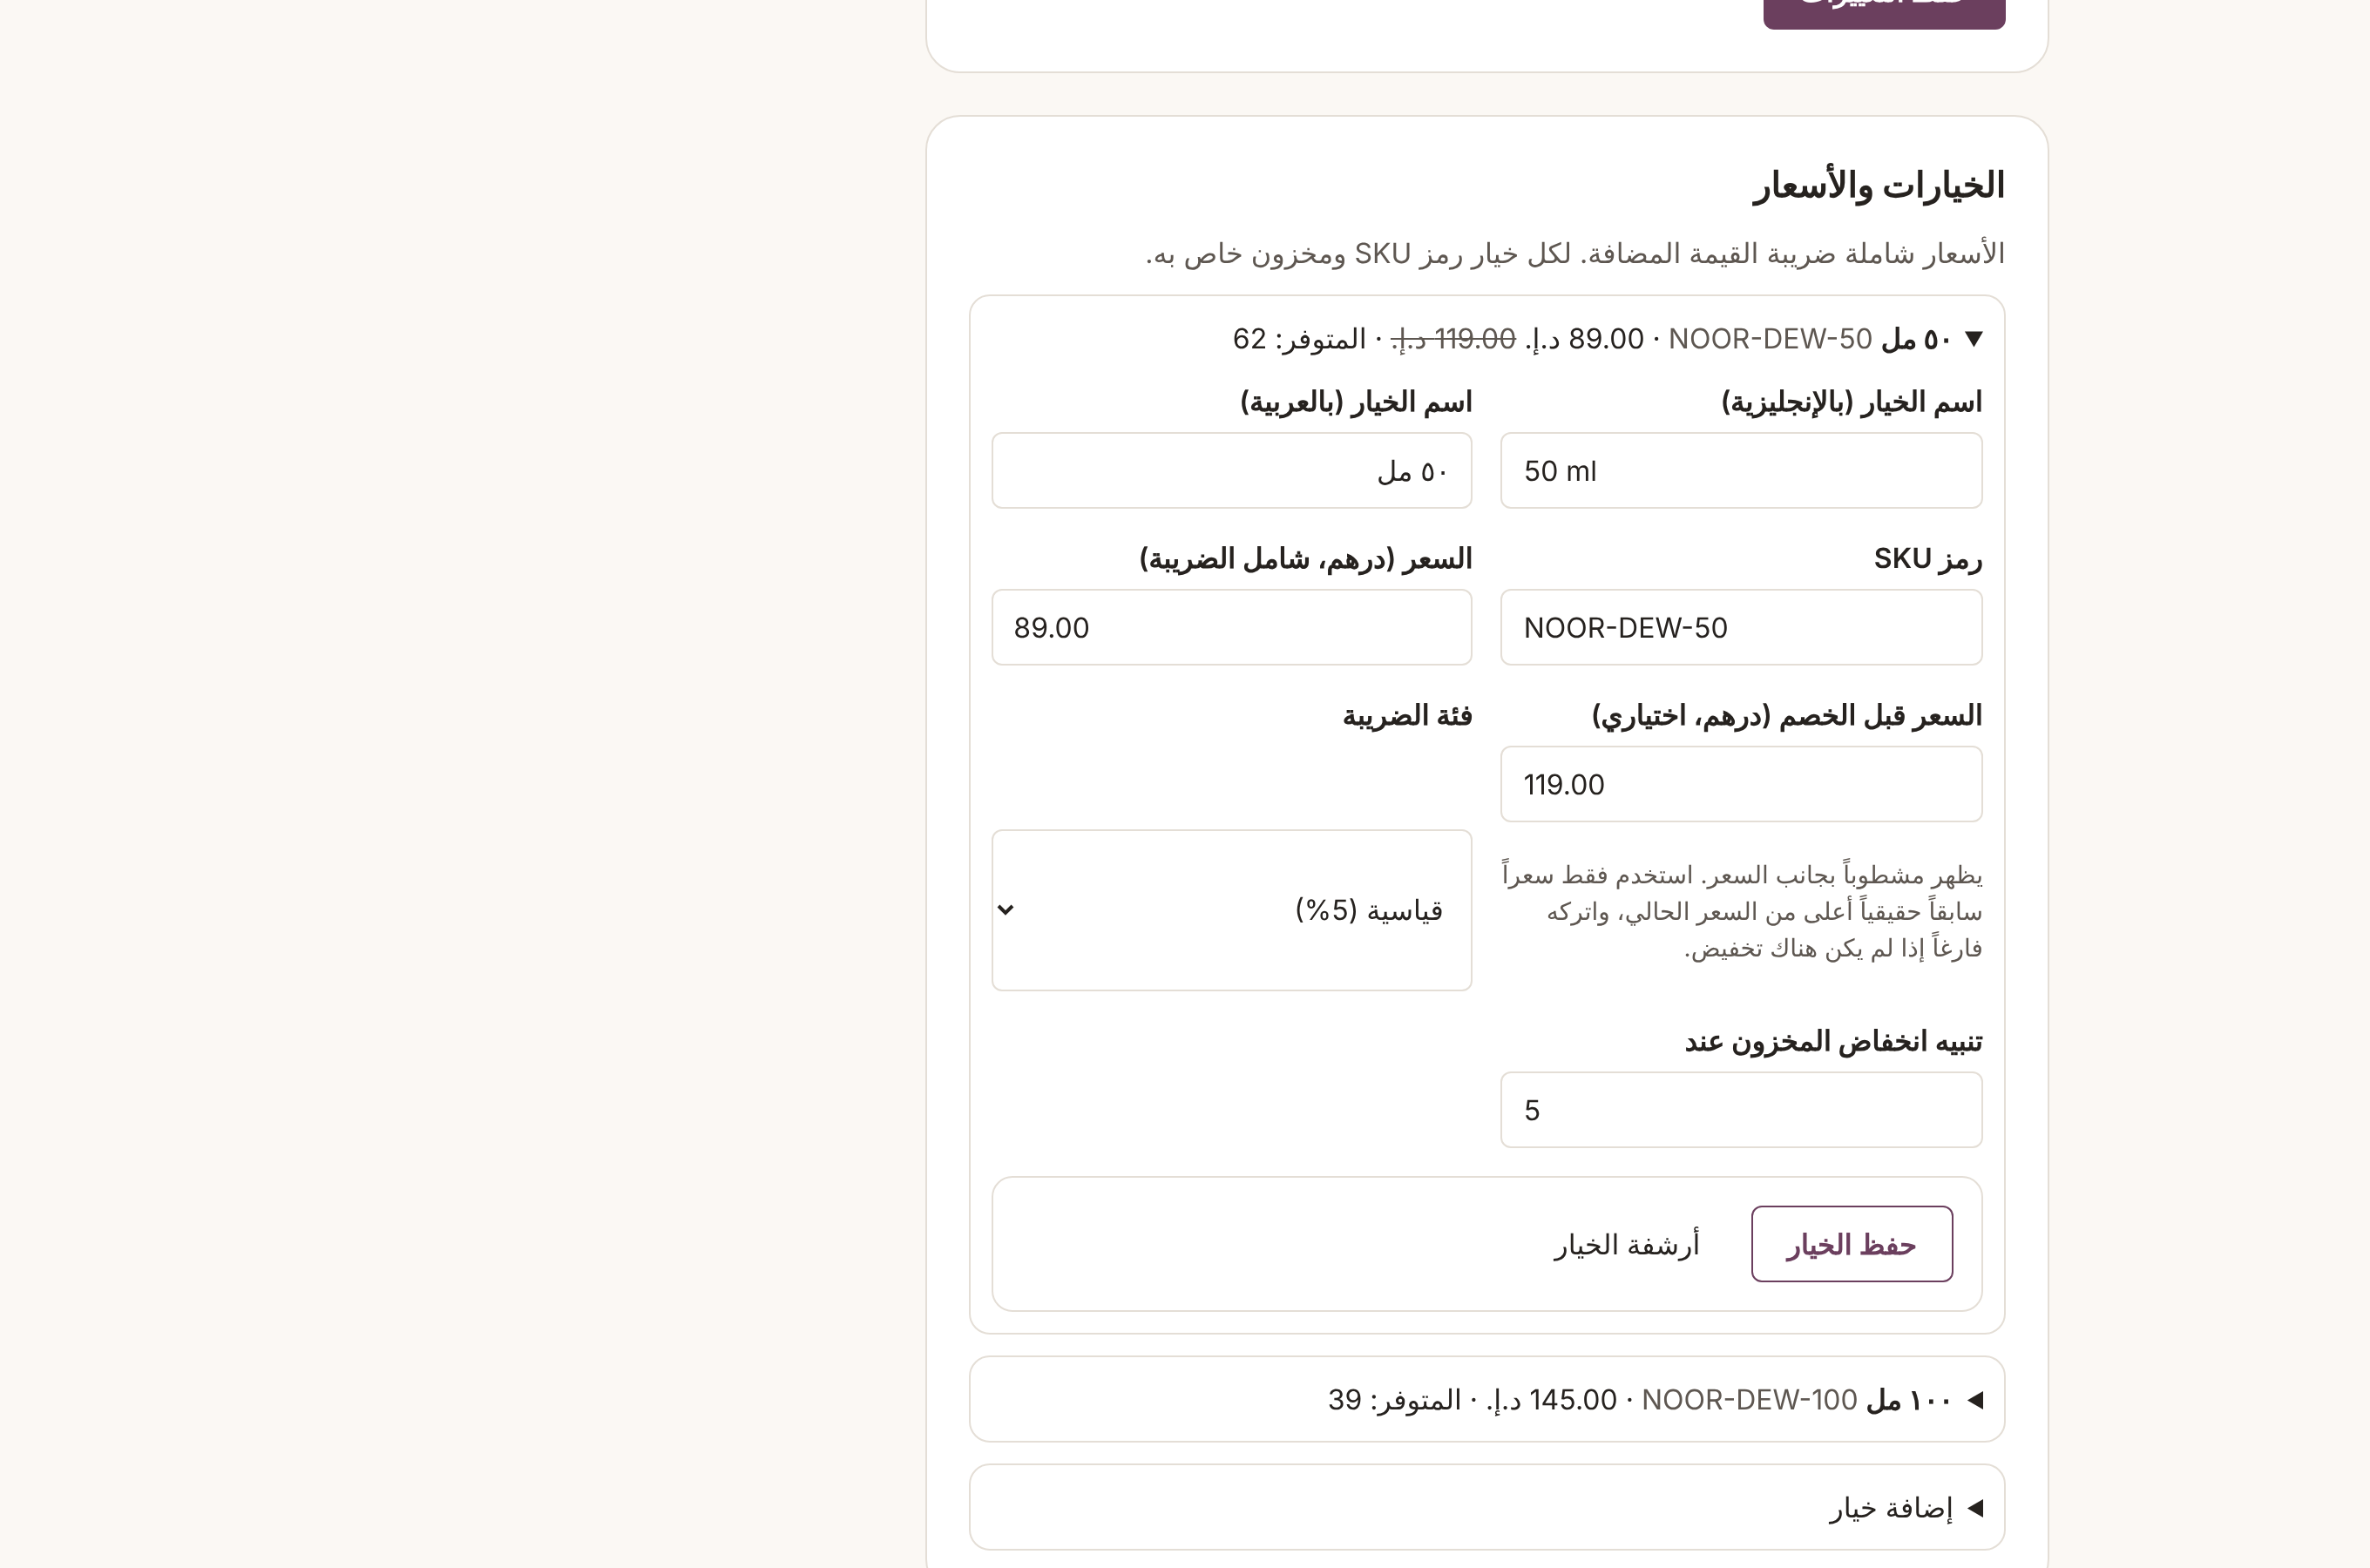 الخيارات والأسعار
الأسعار شاملة ضريبة القيمة المضافة. لكل خيار رمز SKU ومخزون خاص به.
٥٠ مل NOOR-DEW-50 · 89.00 د.إ. 119.00 د.إ. · المتوفر: 62
اسم الخيار (بالإنجليزية)
50 ml
اسم الخيار (بالعربية)
٥٠ مل
رمز SKU
NOOR-DEW-50
السعر (درهم، شامل الضريبة)
89.00
السعر قبل الخصم (درهم، اختياري)
119.00
يظهر مشطوباً بجانب السعر. استخدم فقط سعراً
سابقاً حقيقياً أعلى من السعر الحالي، واتركه
فارغاً إذا لم يكن هناك تخفيض.
فئة الضريبة
قياسية (5%)
تنبيه انخفاض المخزون عند
5
حفظ الخيار
أرشفة الخيار
١٠٠ مل NOOR-DEW-100 · 145.00 د.إ. · المتوفر: 39
إضافة خيار